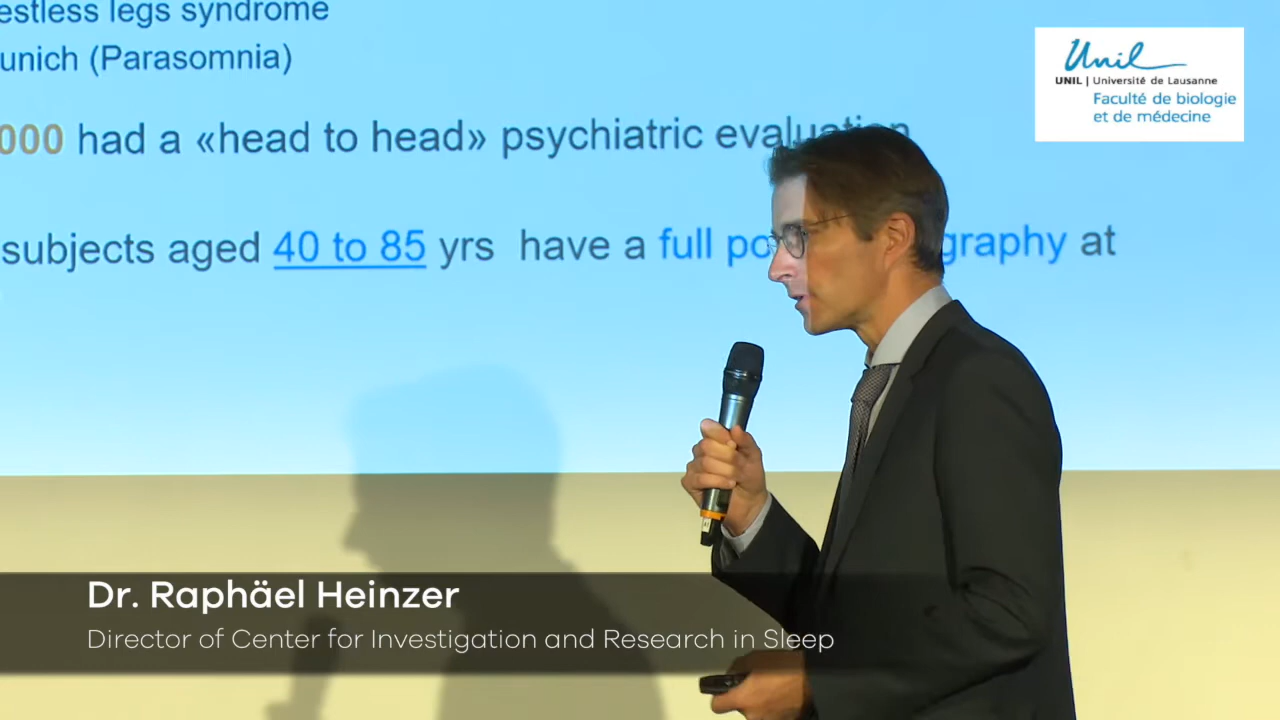 estless legs syndrome
unich (Parasomnia)
000 had a «head to head» psychiatric evaluation
subjects aged 40 to 85 yrs have a full po graphy at
Unil
UNIL | Université de Lausanne
Faculté de biologie
et de médecine
Dr. Raphäel Heinzer
Director of Center for Investigation and Research in Sleep